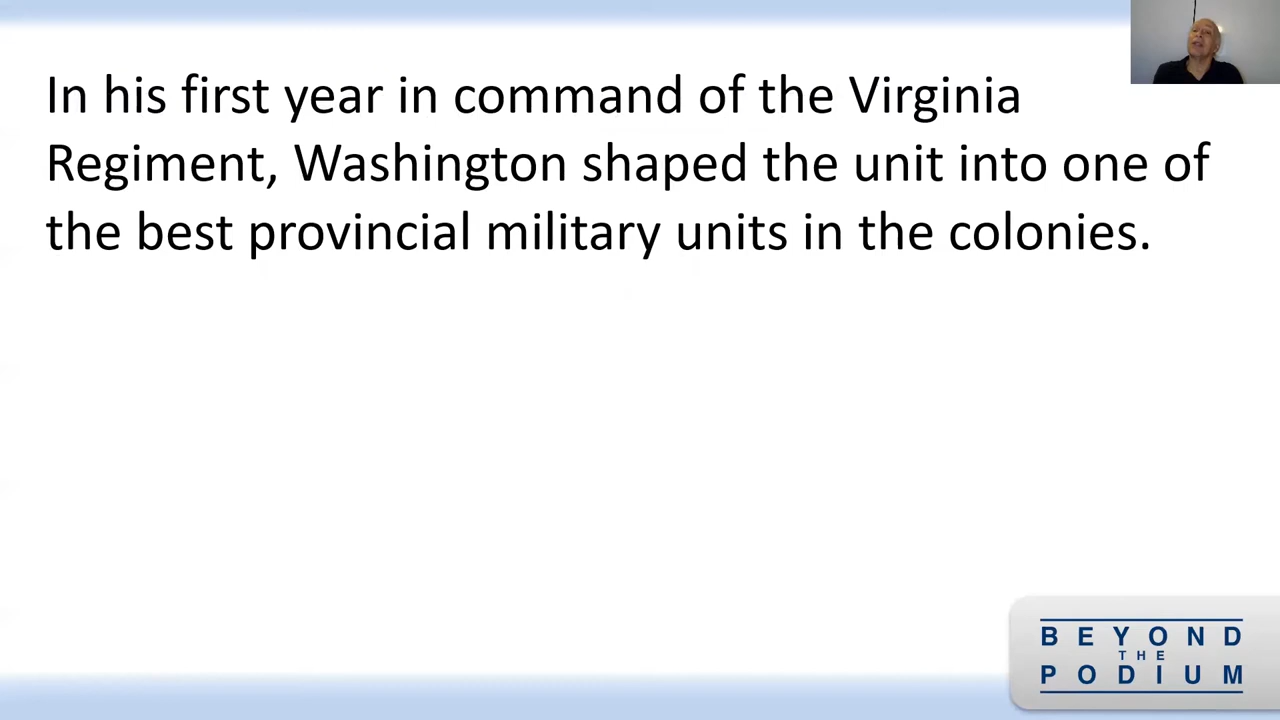 In his first year in command of the Virginia
Regiment, Washington shaped the unit into one of
the best provincial military units in the colonies.
BEYOND
THE
PODIUM